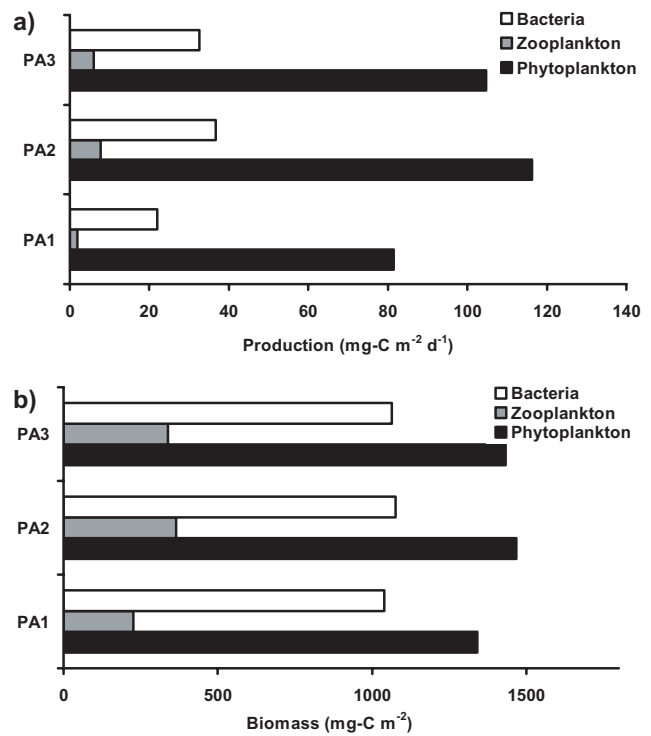 a)
Bacteria
Zooplankton
Phytoplankton
PA3
PA2
PA1
0 20 40 60 80 100 120 140
Production (mg-C m⁻² d⁻¹)
b)
Bacteria
Zooplankton
Phytoplankton
PA3
PA2
PA1
0 500 1000 1500
Biomass (mg-C m⁻²)